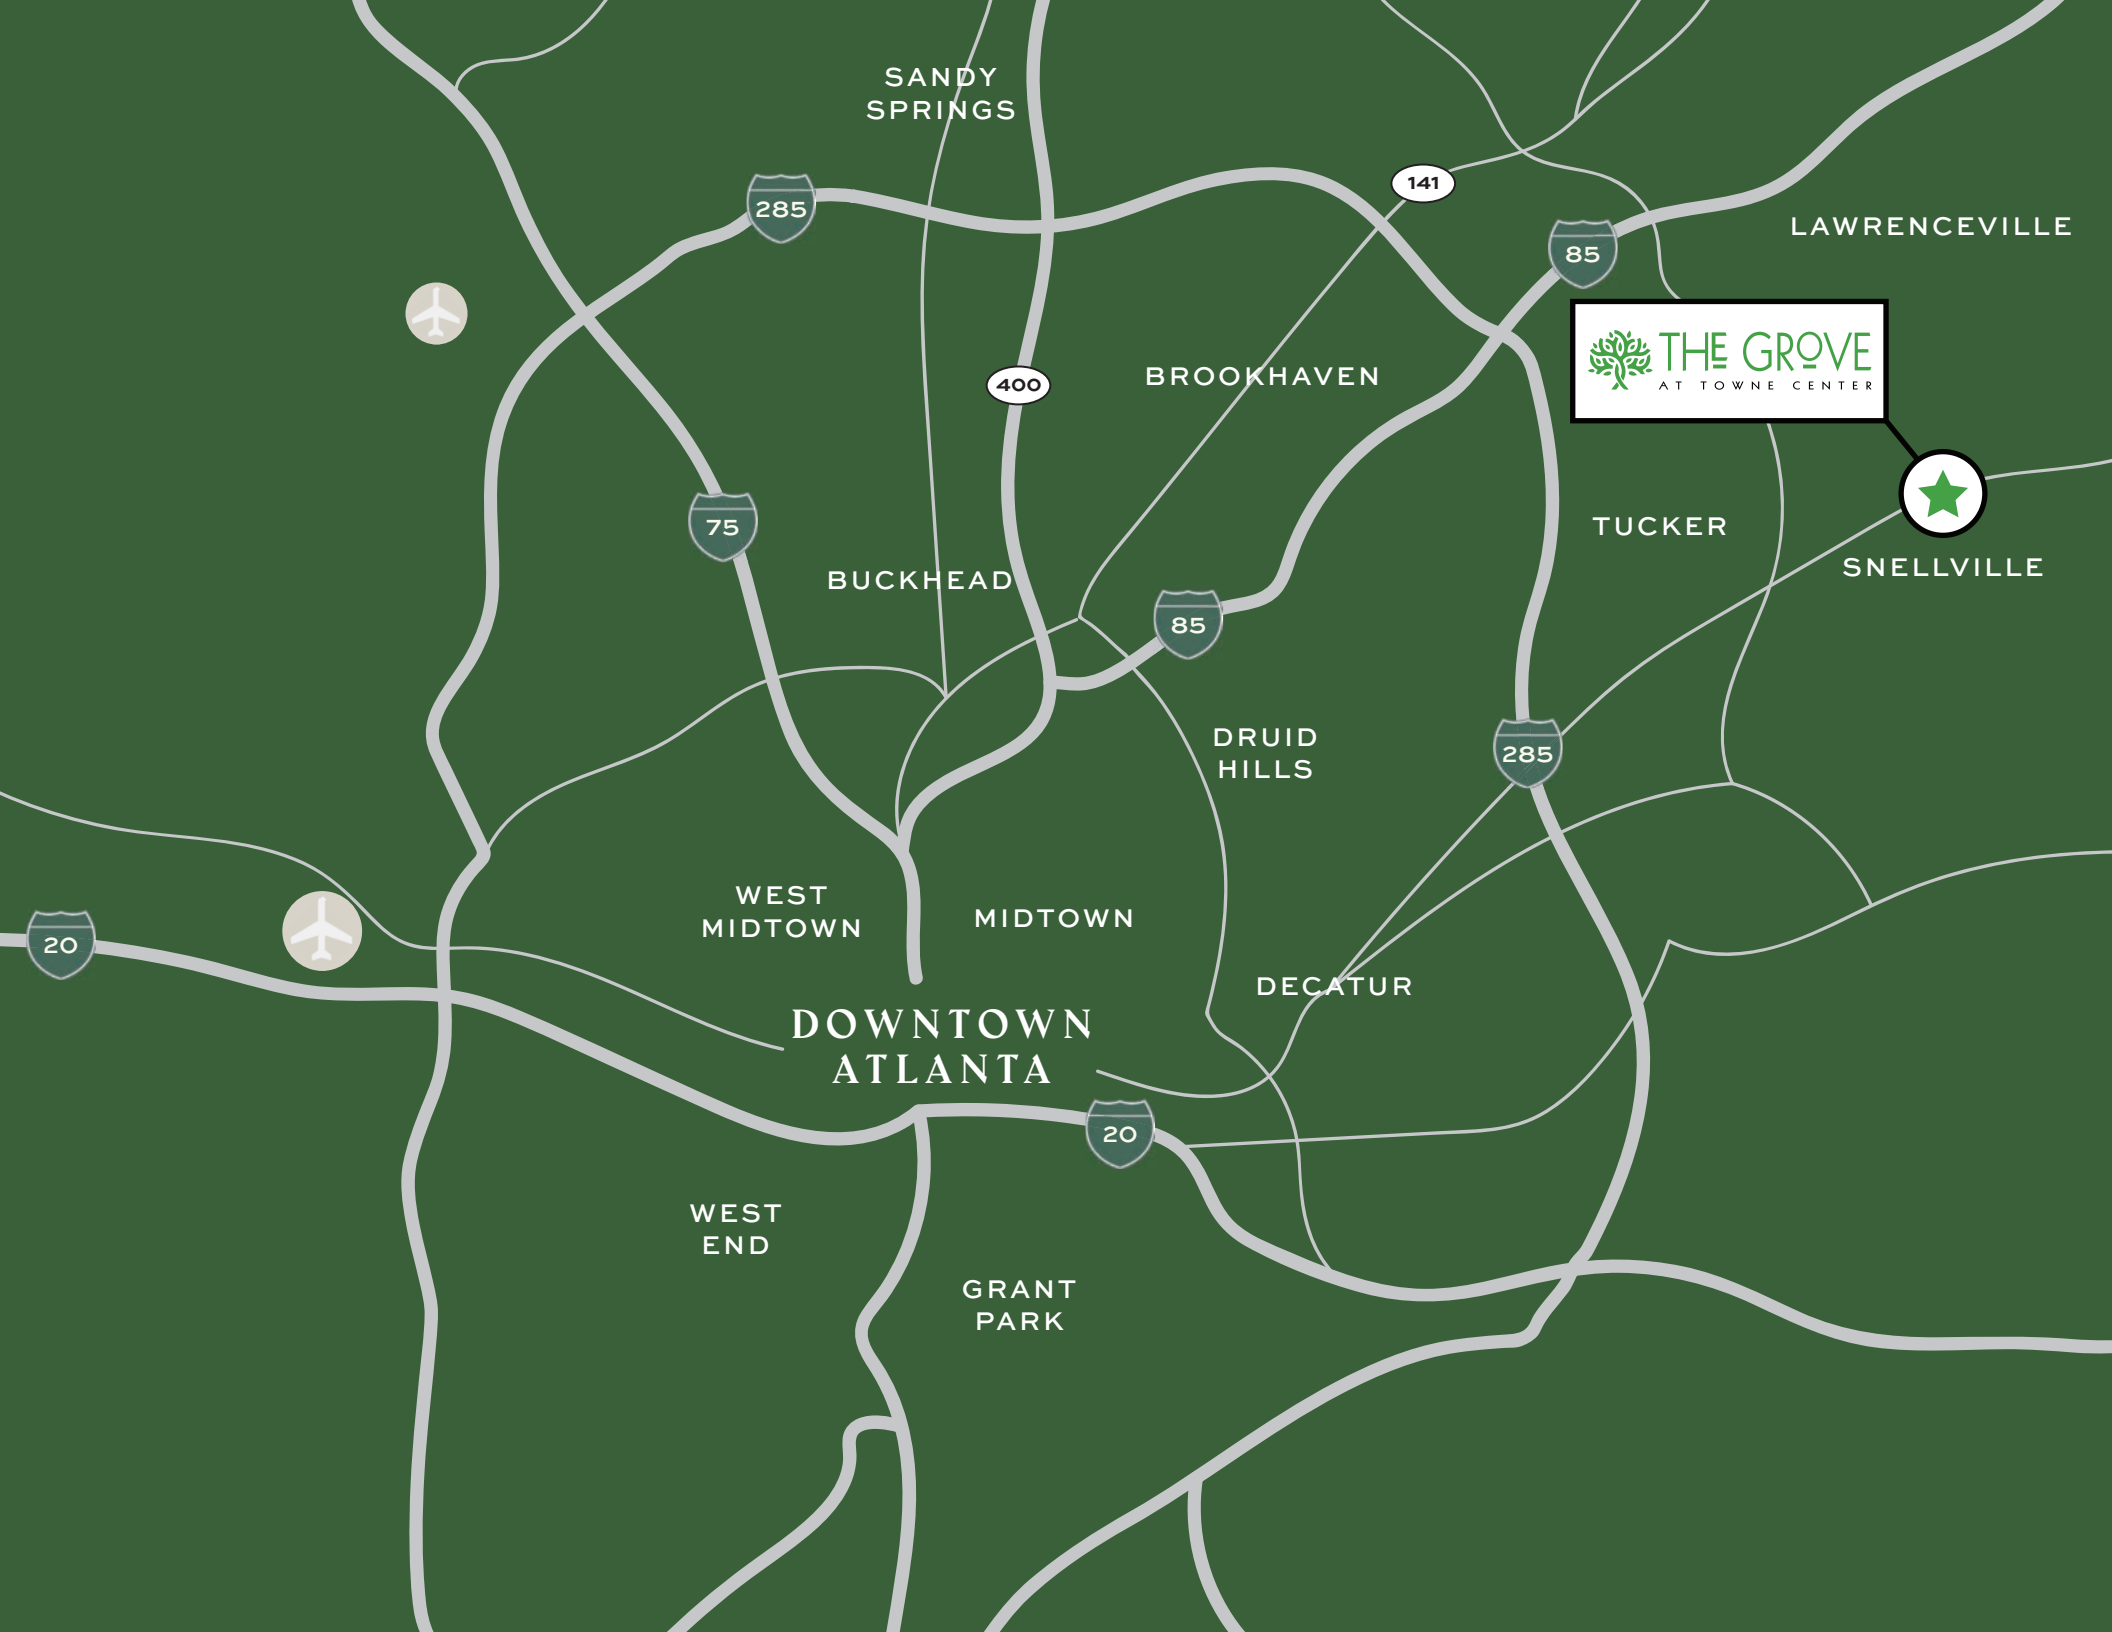 SANDY
SPRINGS
141
285
LAWRENCEVILLE
85
THE GROVE
AT TOWNE CENTER
BROOKHAVEN
400
75
TUCKER
SNELLVILLE
BUCKHEAD
85
DRUID
HILLS
285
WEST
MIDTOWN
MIDTOWN
20
DECATUR
DOWNTOWN
ATLANTA
20
WEST
END
GRANT
PARK